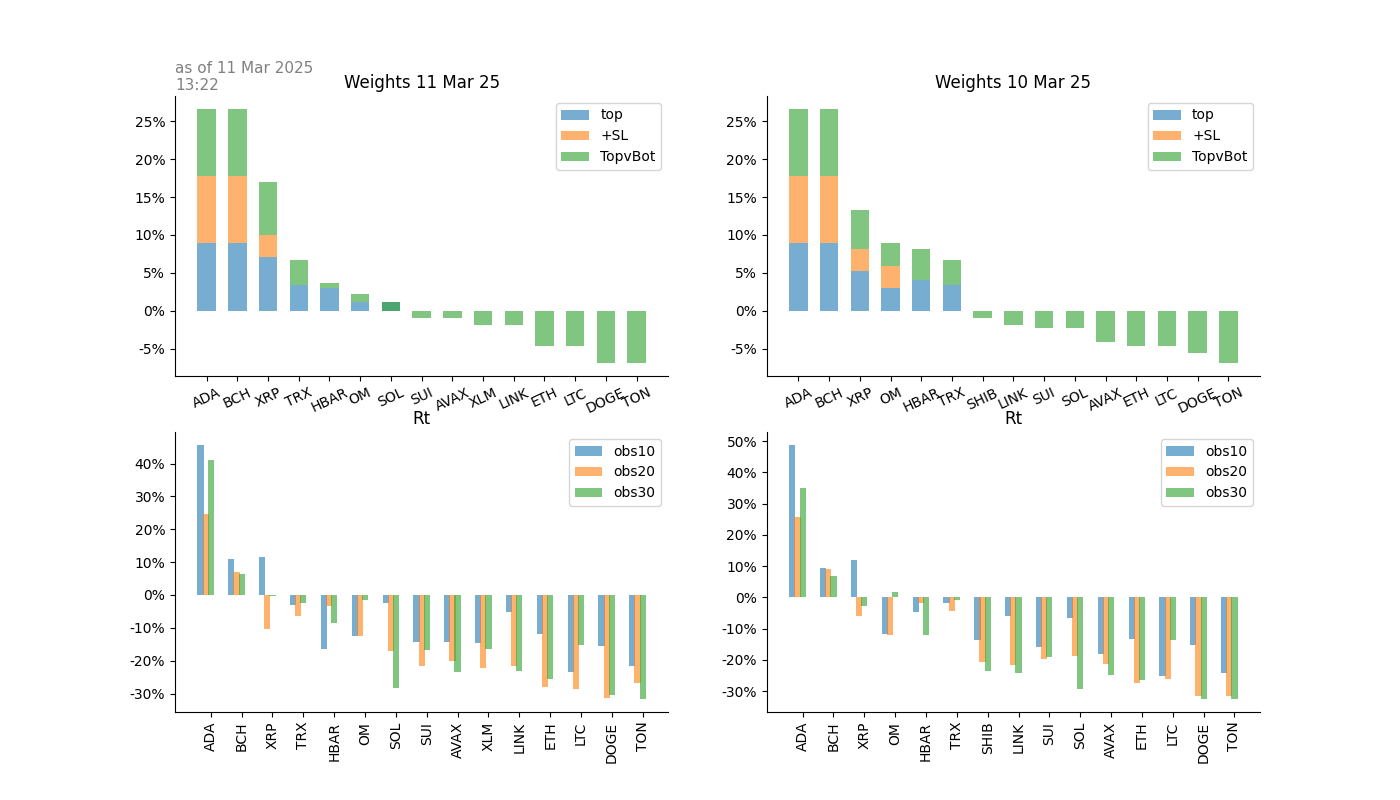 as of 11 Mar 2025
13:22
Weights 11 Mar 25
25%
20%
15%
10%
5%
0%
-5%
top
+SL
TopvBot
ADA BCH XRP TRX HBAR OM SOL SUI AVAX XLM LINK ETH LTC DOGE TON
Weights 10 Mar 25
25%
20%
15%
10%
5%
0%
-5%
top
+SL
TopvBot
ADA BCH XRP OM HBAR TRX SHIB LINK SUI SOL AVAX ETH LTC DOGE TON
Rt
40%
30%
20%
10%
0%
-10%
-20%
-30%
obs10
obs20
obs30
ADA BCH XRP TRX HBAR OM SOL SUI AVAX XLM LINK ETH LTC DOGE TON
Rt
50%
40%
30%
20%
10%
0%
-10%
-20%
-30%
obs10
obs20
obs30
ADA BCH XRP OM HBAR TRX SHIB LINK SUI SOL AVAX ETH LTC DOGE TON